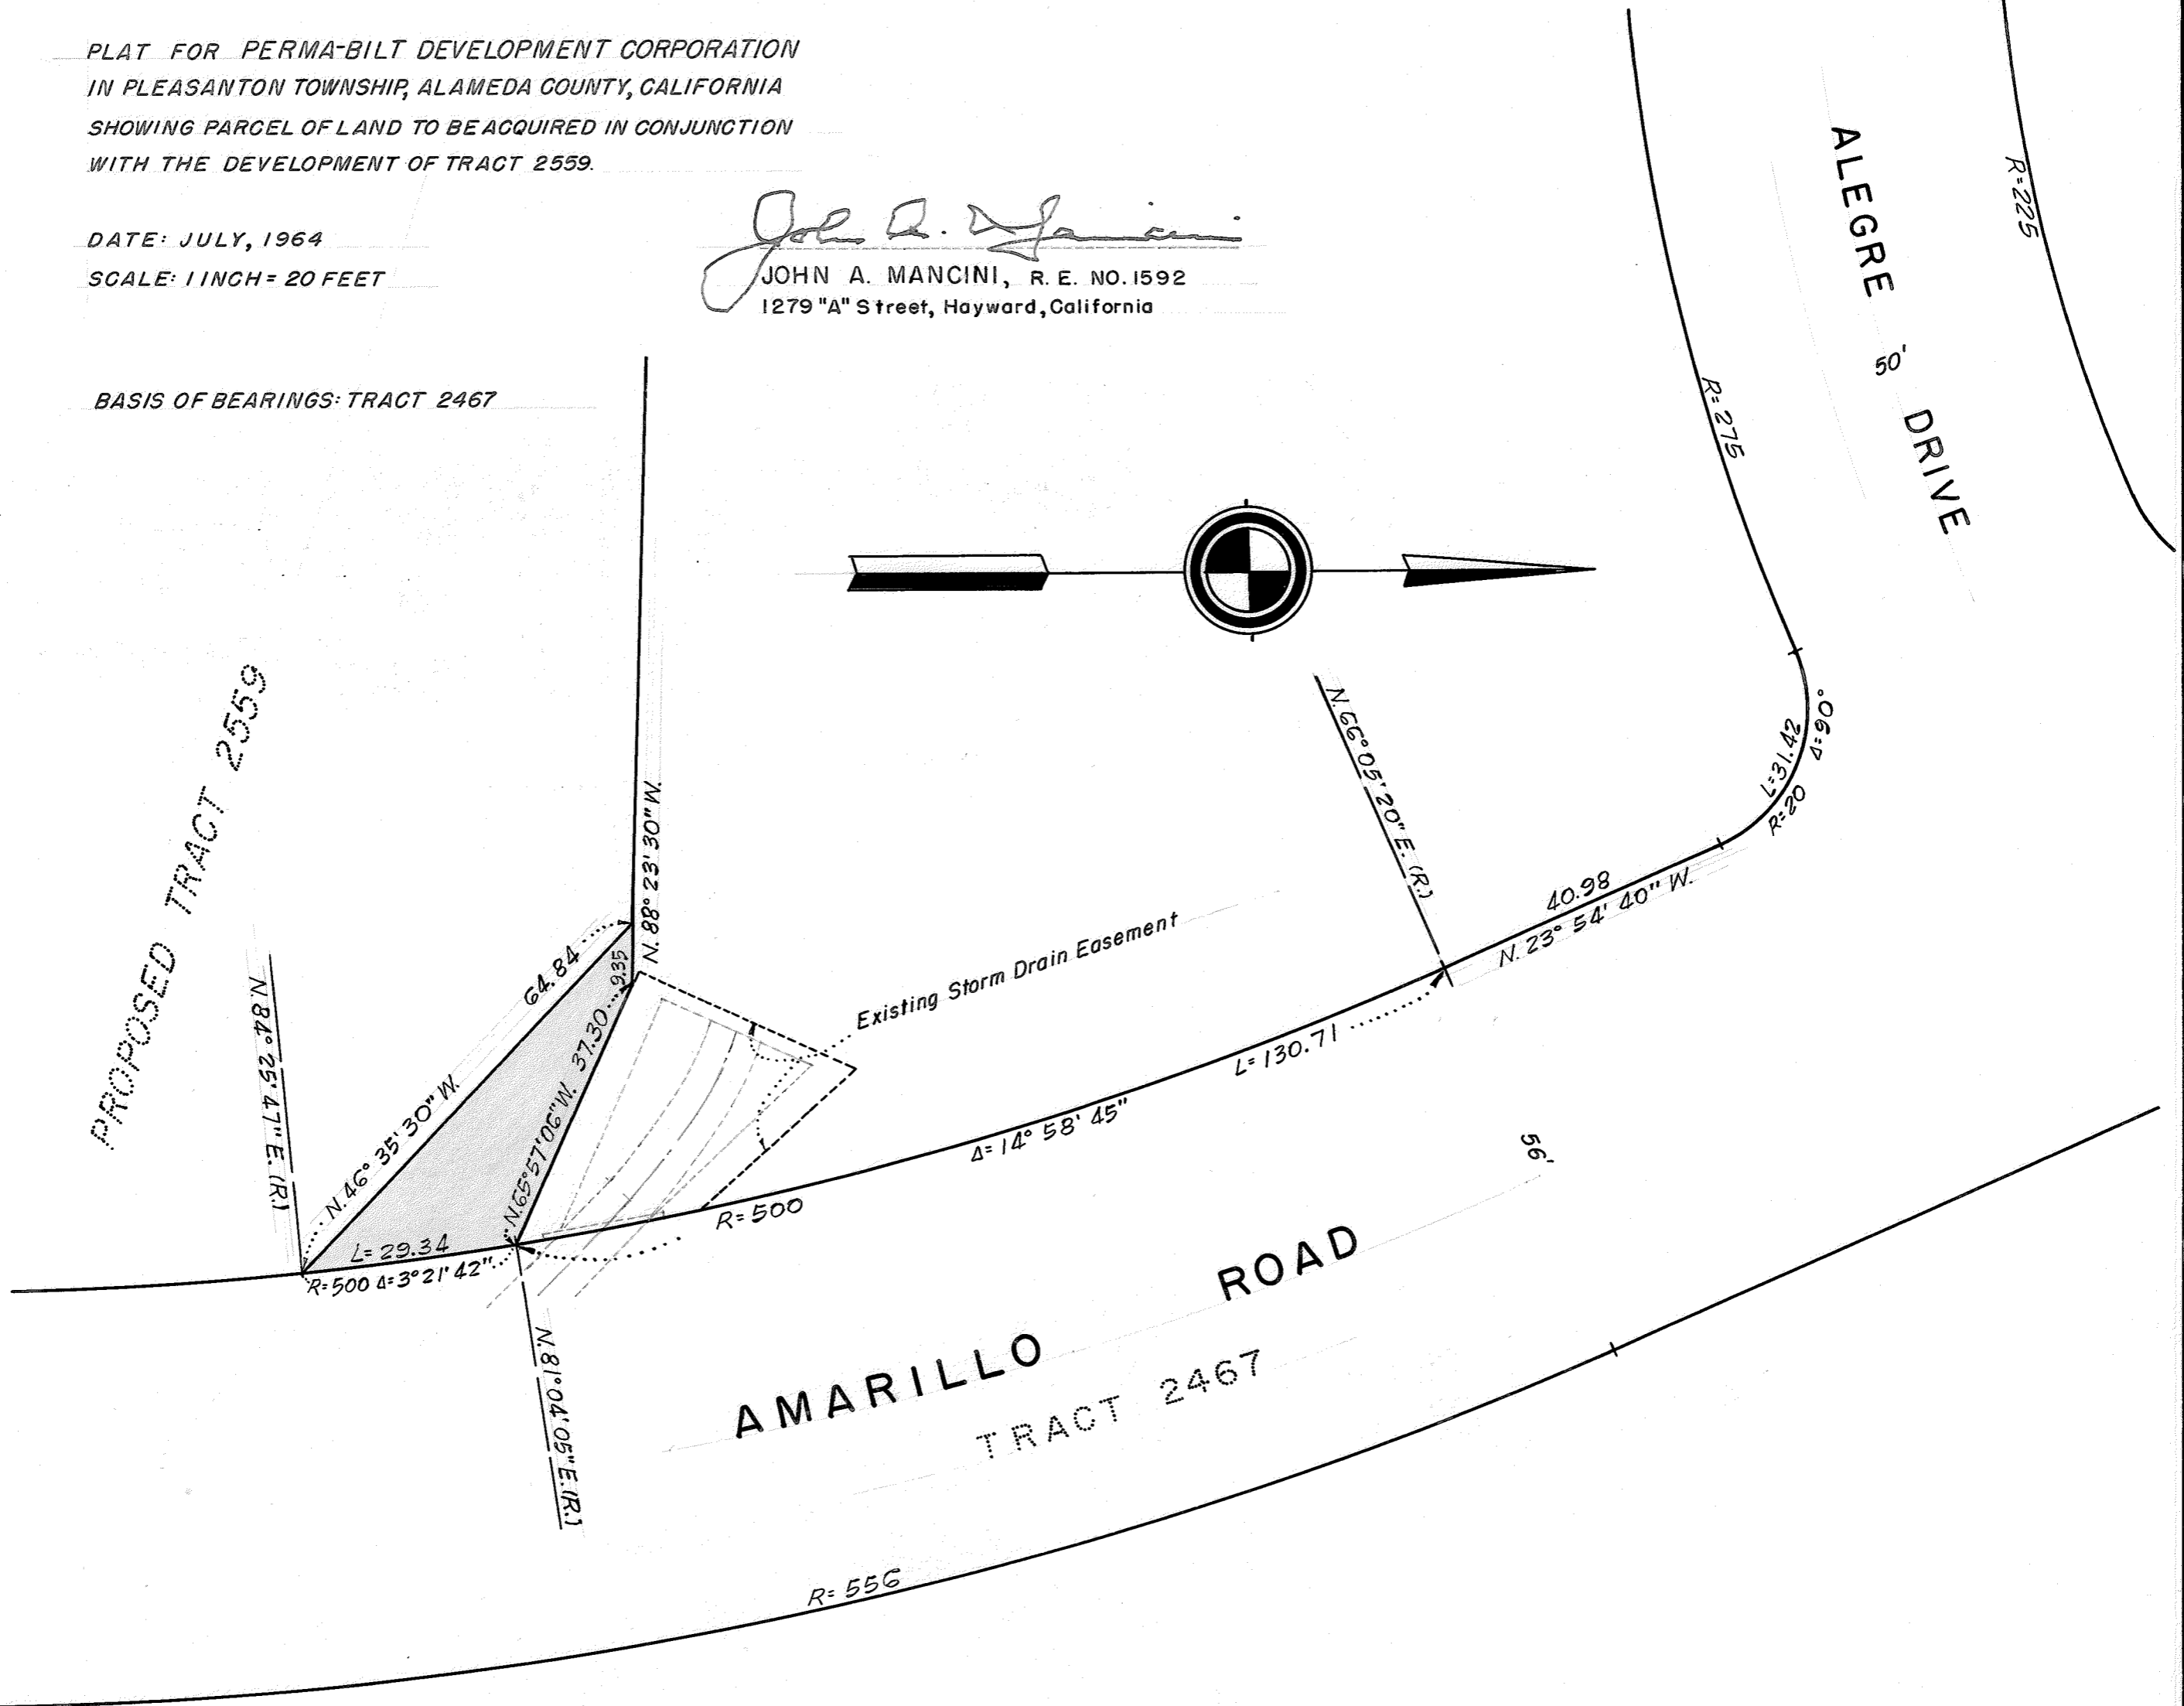 PLAT FOR PERMA-BILT DEVELOPMENT CORPORATION
IN PLEASANTON TOWNSHIP, ALAMEDA COUNTY, CALIFORNIA
SHOWING PARCEL OF LAND TO BE ACQUIRED IN CONJUNCTION
WITH THE DEVELOPMENT OF TRACT 2559.
DATE: JULY, 1964
SCALE: 1 INCH = 20 FEET
John A. Mancini
JOHN A. MANCINI, R. E. NO. 1592
1279 "A" Street, Hayward, California
BASIS OF BEARINGS: TRACT 2467
ALEGRE 50' DRIVE
R=225
R=275
PROPOSED TRACT 2559
N. 88° 23' 30" W.
N. 66° 05' 20" E. (R.)
L=31.42
Δ=90°
R=20
40.98
N. 23° 54' 40" W.
64.84
9.35
N. 84° 25' 47" E. (R.)
N. 46° 35' 30" W.
N. 65° 57' 06" W. 37.30
Existing Storm Drain Easement
L= 130.71
Δ= 14° 58' 45"
R= 500
L= 29.34
R= 500 Δ= 3° 21' 42"
N. 81° 04' 05" E. (R.)
56'
AMARILLO ROAD
TRACT 2467
R= 556